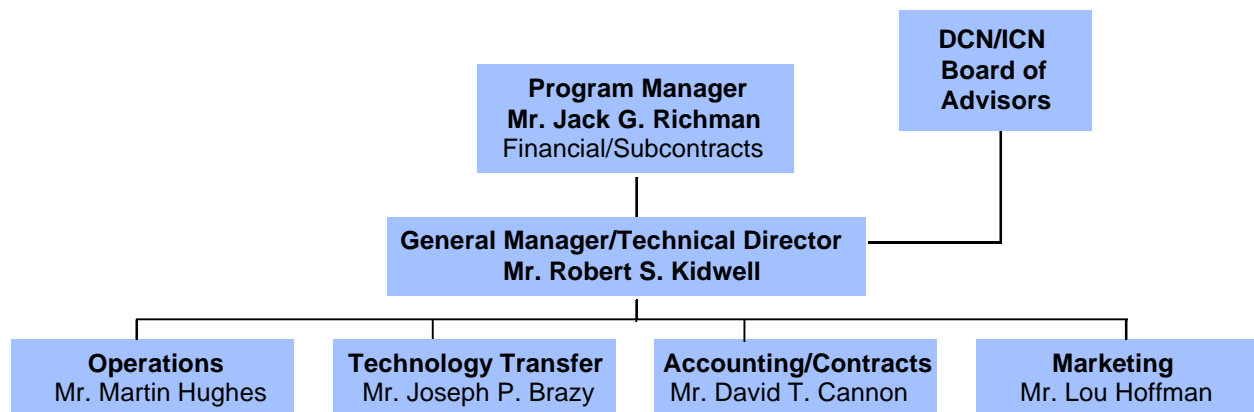 DCN/ICN
Board of
Advisors
Program Manager
Mr. Jack G. Richman
Financial/Subcontracts
General Manager/Technical Director
Mr. Robert S. Kidwell
Operations
Mr. Martin Hughes
Technology Transfer
Mr. Joseph P. Brazy
Accounting/Contracts
Mr. David T. Cannon
Marketing
Mr. Lou Hoffman